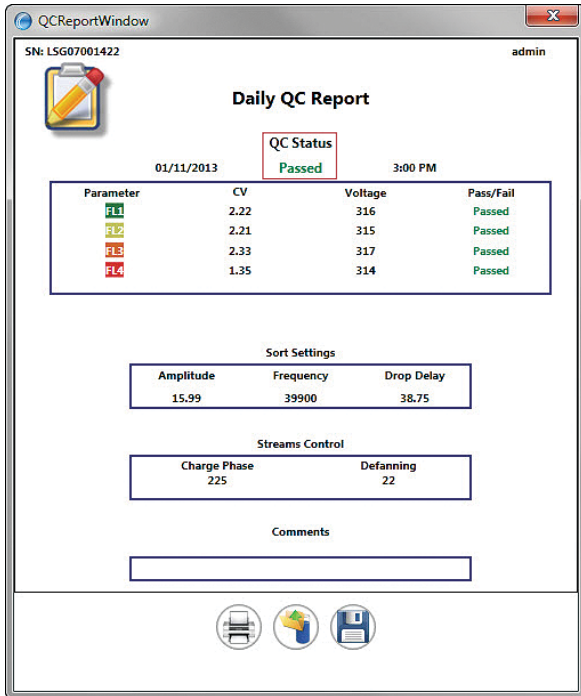 QCReportWindow
SN: LSG07001422 admin
Daily QC Report
QC Status
01/11/2013 Passed 3:00 PM
Parameter CV Voltage Pass/Fail
FL1 2.22 316 Passed
FL2 2.21 315 Passed
FL3 2.33 317 Passed
FL4 1.35 314 Passed
Sort Settings
Amplitude Frequency Drop Delay
15.99 39900 38.75
Streams Control
Charge Phase Defanning
225 22
Comments